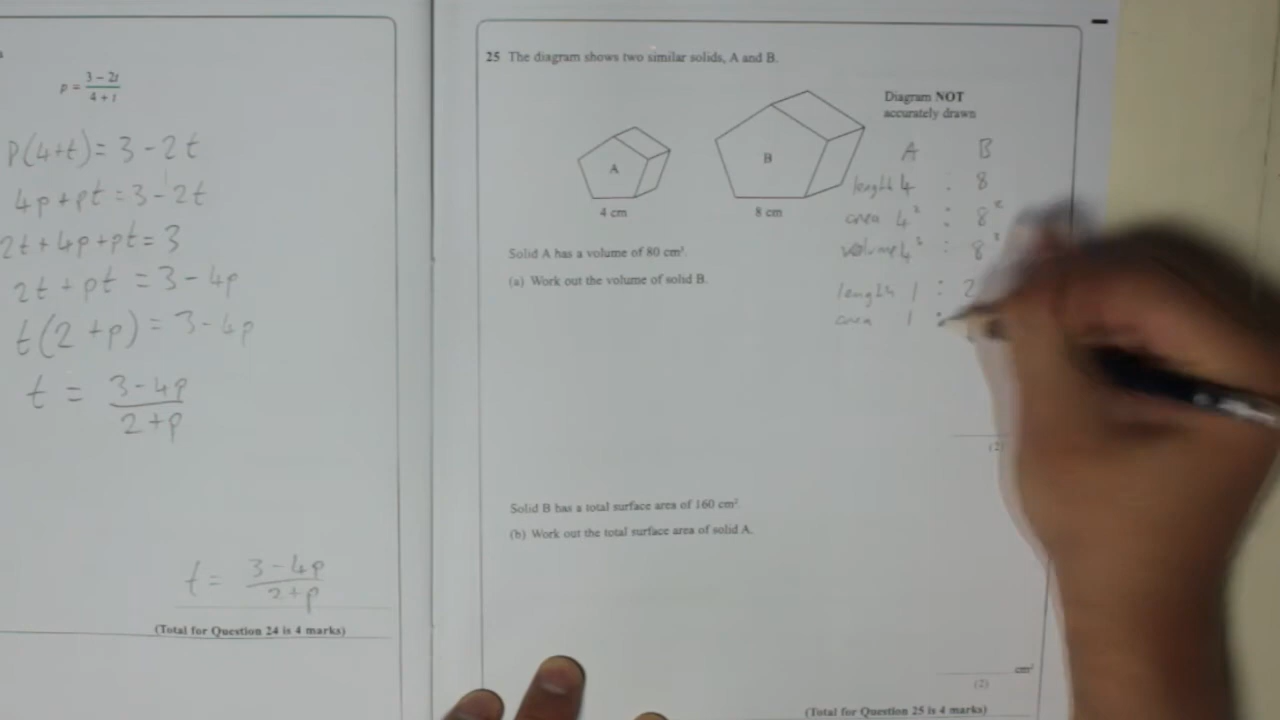 p = 3 - 2t / 4 + t
P(4+t) = 3 - 2t
4p + pt = 3 - 2t
2t + 4p + pt = 3
2t + pt = 3 - 4p
t(2 + p) = 3 - 4p
t = 3 - 4p / 2 + p
t = 3 - 4p / 2 + p
(Total for Question 24 is 4 marks)
25 The diagram shows two similar solids, A and B.
Diagram NOT
accurately drawn
A
B
4 cm
8 cm
A B
lenght 4 : 8
area 4² : 8²
volume 4³ : 8³
length 1 : 2
area 1 :
Solid A has a volume of 80 cm³.
(a) Work out the volume of solid B.
(2)
Solid B has a total surface area of 160 cm².
(b) Work out the total surface area of solid A.
cm²
(2)
(Total for Question 25 is 4 marks)